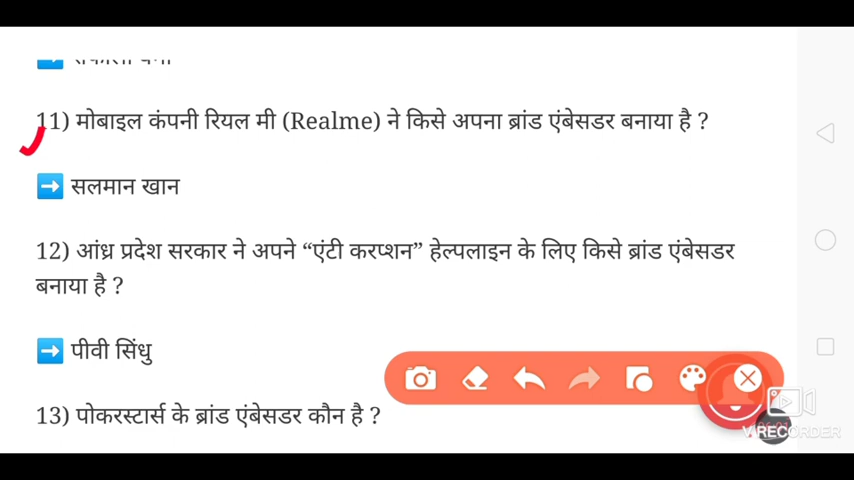 11) मोबाइल कंपनी रियल मी (Realme) ने किसे अपना ब्रांड एंबेसडर बनाया है ?
➡ सलमान खान
12) आंध्र प्रदेश सरकार ने अपने “एंटी करप्शन” हेल्पलाइन के लिए किसे ब्रांड एंबेसडर
बनाया है ?
➡ पीवी सिंधु
13) पोकरस्टार्स के ब्रांड एंबेसडर कौन है ?